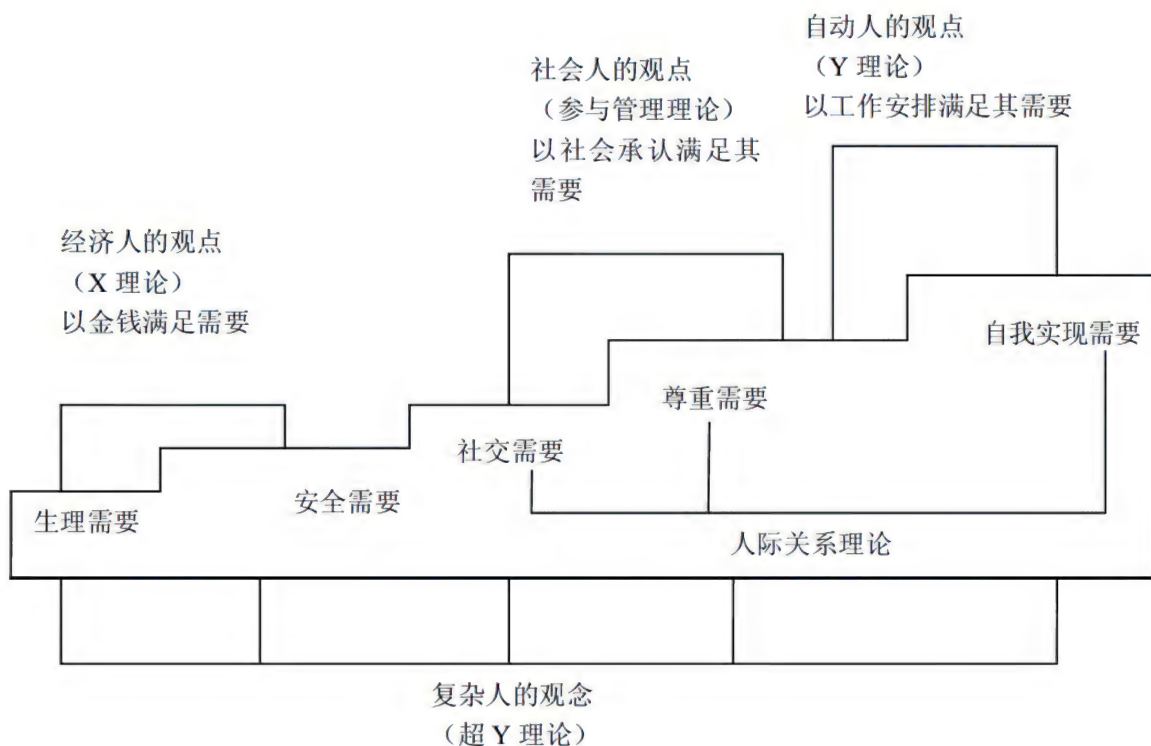 自动人的观点
（Y 理论）
以工作安排满足其需要
社会人的观点
（参与管理理论）
以社会承认满足其
需要
经济人的观点
（X 理论）
以金钱满足需要
自我实现需要
尊重需要
社交需要
安全需要
生理需要
人际关系理论
复杂人的观念
（超 Y 理论）